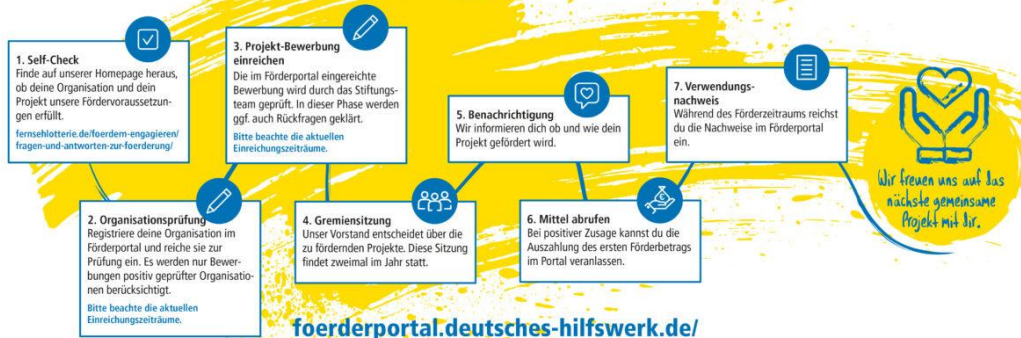 1. Self-Check
Finde auf unserer Homepage heraus,
ob deine Organisation und dein
Projekt unsere Fördervoraussetzun-
gen erfüllt.
fernsehlotterie.de/foerdern-engagieren/
fragen-und-antworten-zur-foerderung/
2. Organisationsprüfung
Registriere deine Organisation im
Förderportal und reiche sie zur
Prüfung ein. Es werden nur Bewer-
bungen positiv geprüfter Organisatio-
nen berücksichtigt.
Bitte beachte die aktuellen
Einreichungszeiträume.
3. Projekt-Bewerbung
einreichen
Die im Förderportal eingereichte
Bewerbung wird durch das Stiftungs-
team geprüft. In dieser Phase werden
ggf. auch Rückfragen geklärt.
Bitte beachte die aktuellen
Einreichungszeiträume.
4. Gremiensitzung
Unser Vorstand entscheidet über die
zu fördernden Projekte. Diese Sitzung
findet zweimal im Jahr statt.
5. Benachrichtigung
Wir informieren dich ob und wie dein
Projekt gefördert wird.
6. Mittel abrufen
Bei positiver Zusage kannst du die
Auszahlung des ersten Förderbetrags
im Portal veranlassen.
7. Verwendungs-
nachweis
Während des Förderzeitraums reichst
du die Nachweise im Förderportal
ein.
Wir freuen uns auf das
nächste gemeinsame
Projekt mit dir.
foerderportal.deutsches-hilfswerk.de/